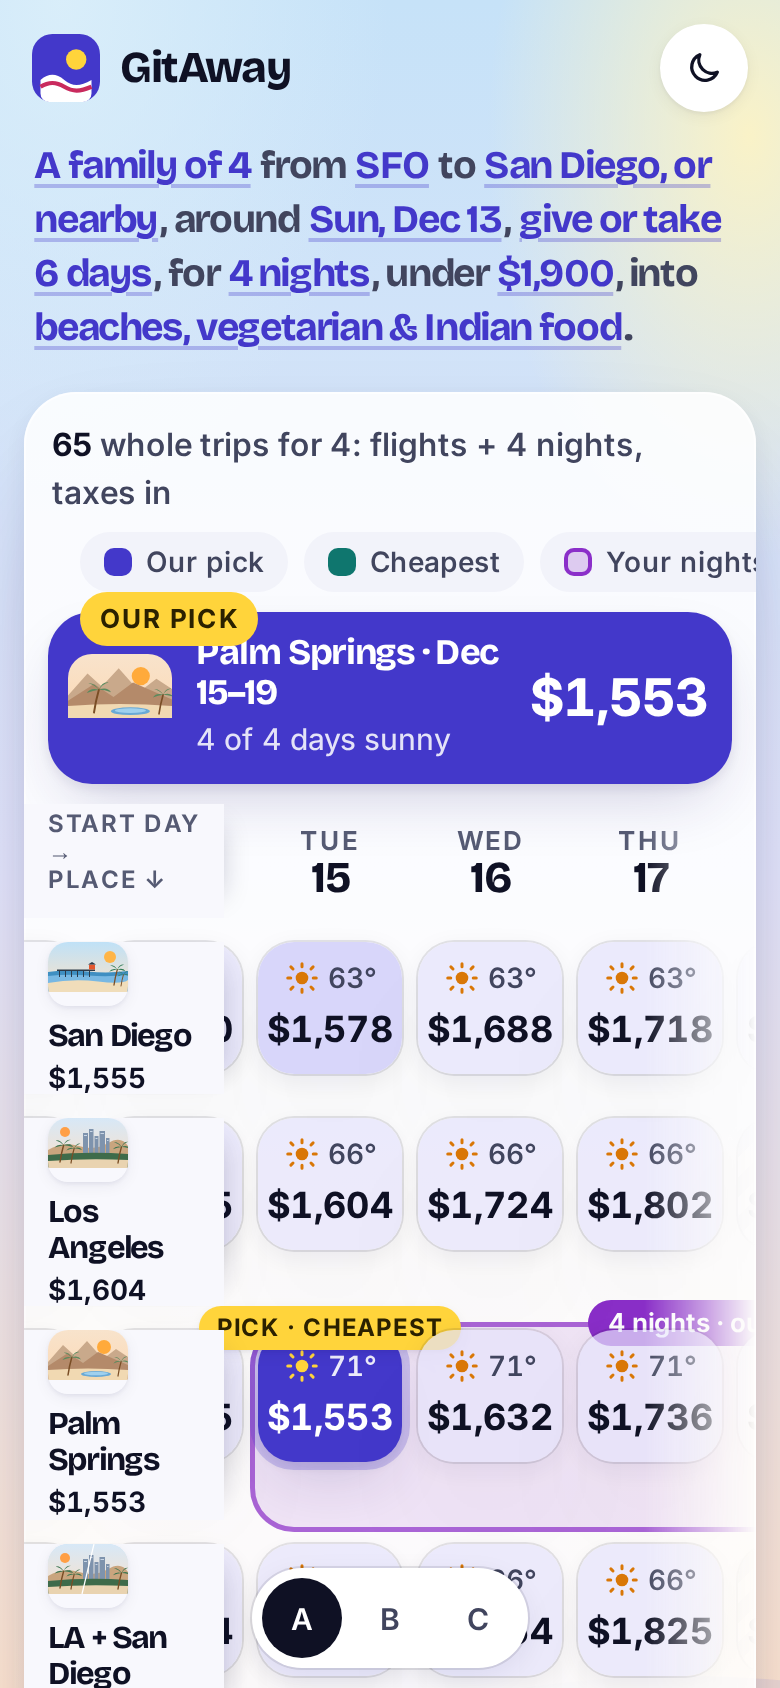 GitAway
A family of 4 from SFO to San Diego, or
nearby, around Sun, Dec 13, give or take
6 days, for 4 nights, under $1,900, into
beaches, vegetarian & Indian food.
65 whole trips for 4: flights + 4 nights,
taxes in
Our pick
Cheapest
Your nights
OUR PICK
Palm Springs · Dec
15–19
4 of 4 days sunny
$1,553
START DAY
→
PLACE ↓
TUE
15
WED
16
THU
17
San Diego
$1,555
63°
$1,578
63°
$1,688
63°
$1,718
Los
Angeles
$1,604
66°
$1,604
66°
$1,724
66°
$1,802
PICK · CHEAPEST
4 nights ·
Palm
Springs
$1,553
71°
$1,553
71°
$1,632
71°
$1,736
LA + San
Diego
66°
$1,825
A
B
C